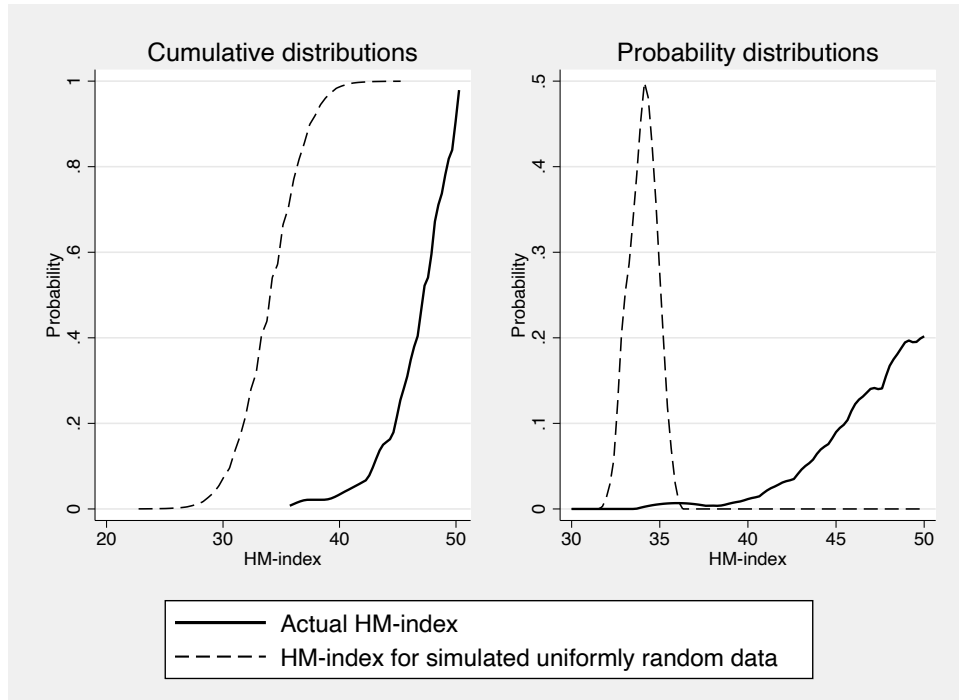 Cumulative distributions
Probability
1
.8
.6
.4
.2
0
20
30
40
50
HM-index
Probability distributions
Probability
.5
.4
.3
.2
.1
0
30
35
40
45
50
HM-index
Actual HM-index
HM-index for simulated uniformly random data